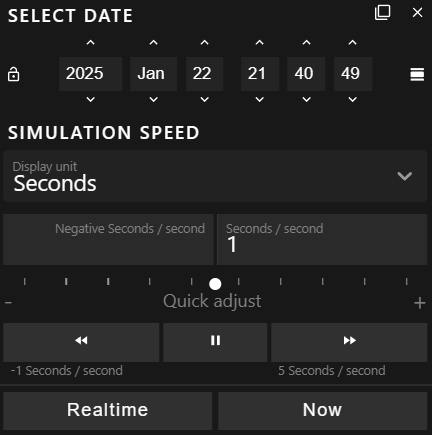 SELECT DATE
2025 Jan 22 21 40 49
SIMULATION SPEED
Display unit
Seconds
Negative Seconds / second Seconds / second
1
- Quick adjust +
-1 Seconds / second 5 Seconds / second
Realtime Now